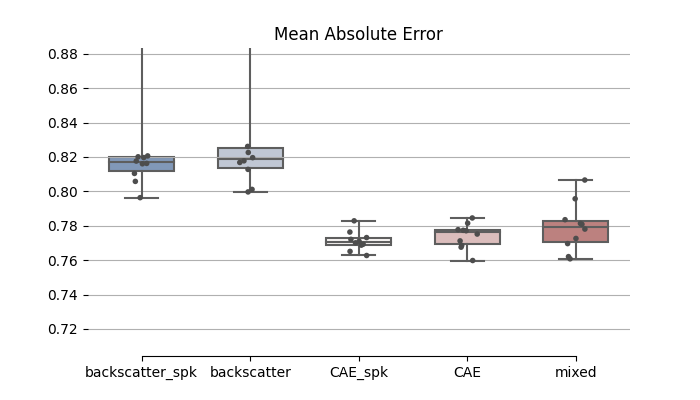 Mean Absolute Error
0.88
0.86
0.84
0.82
0.80
0.78
0.76
0.74
0.72
backscatter_spk
backscatter
CAE_spk
CAE
mixed